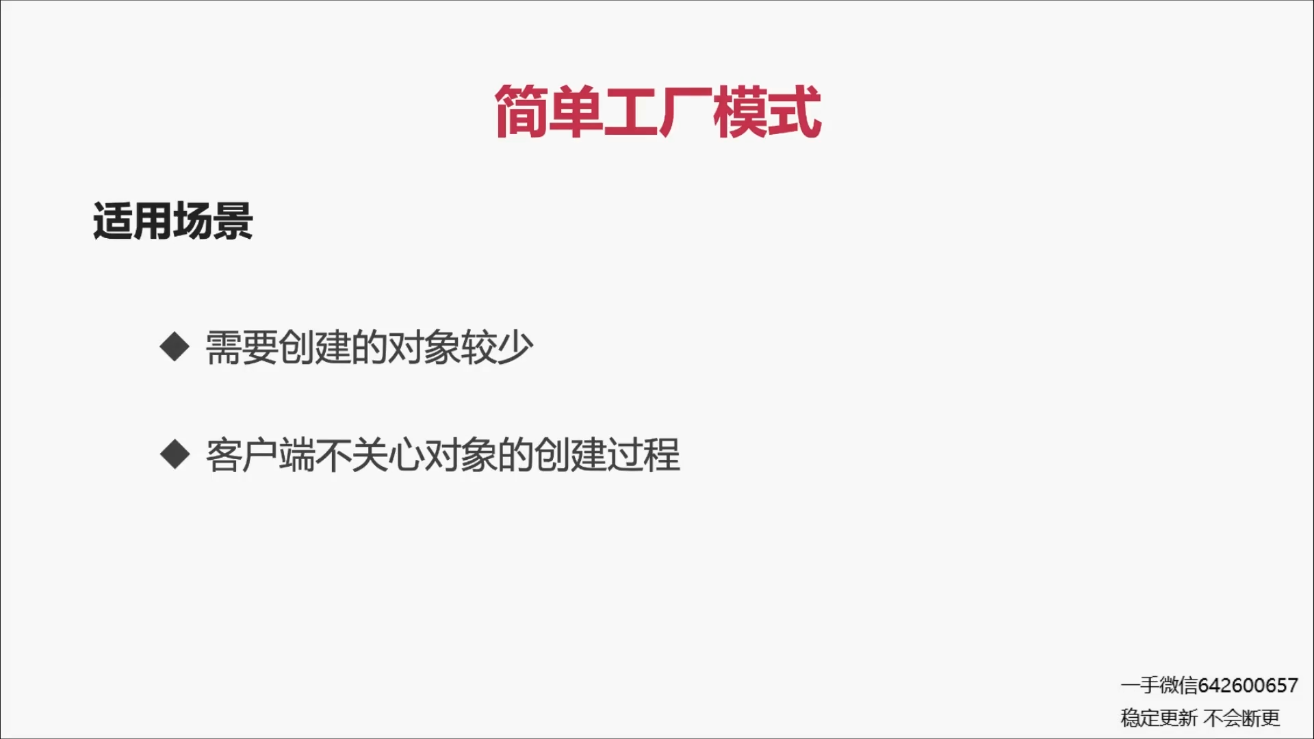 简单工厂模式
适用场景
◆ 需要创建的对象较少
◆ 客户端不关心对象的创建过程
一手微信642600657
稳定更新 不会断更